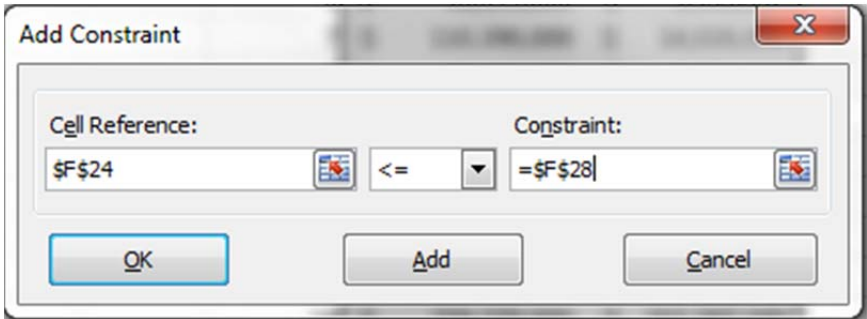 Add Constraint
Cell Reference: Constraint:
$F$24 <= =$F$28
OK Add Cancel